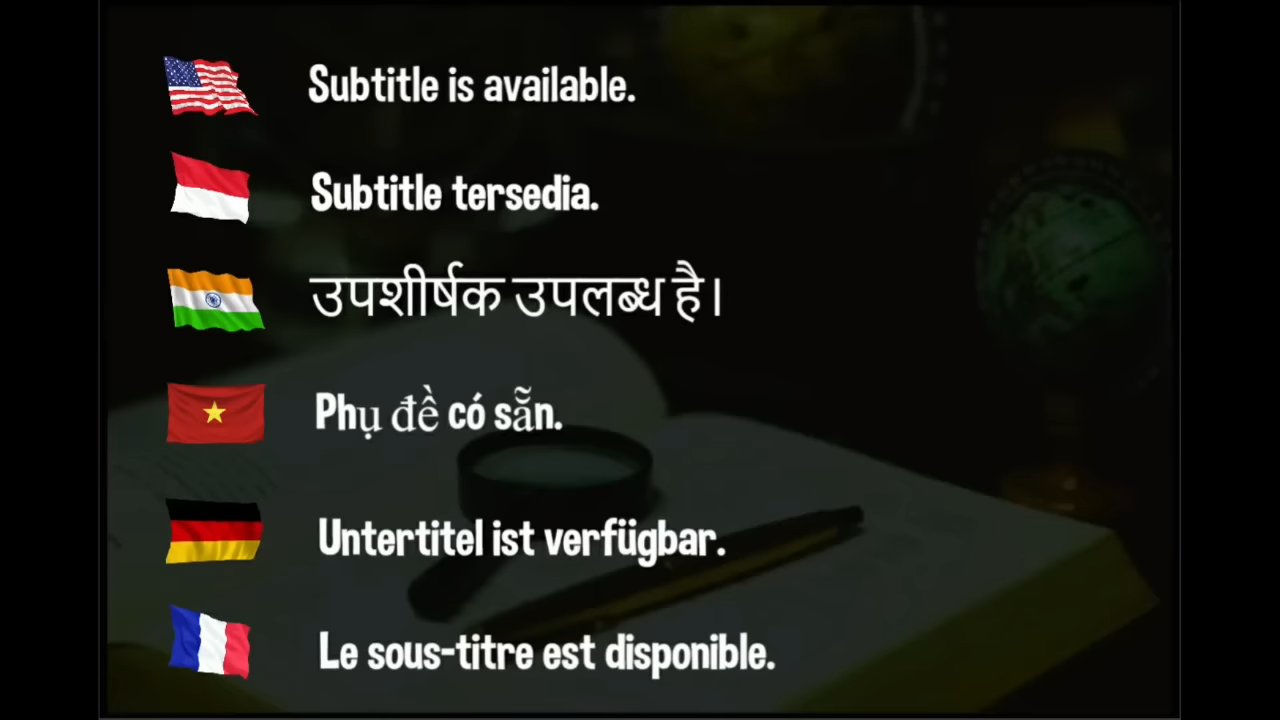 Subtitle is available.
Subtitle tersedia.
उपशीर्षक उपलब्ध है।
Phụ đề có sẵn.
Untertitel ist verfügbar.
Le sous-titre est disponible.